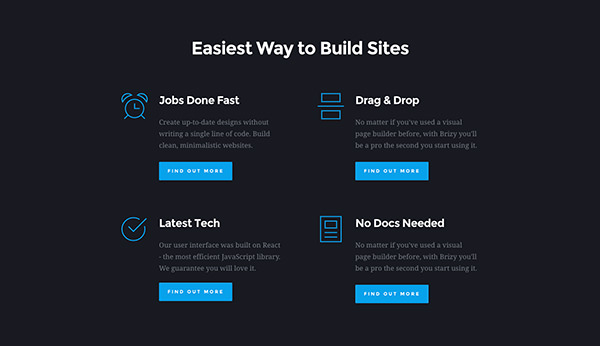 Easiest Way to Build Sites
Jobs Done Fast
Create up-to-date designs without
writing a single line of code. Build
clean, minimalistic websites.
FIND OUT MORE
Drag & Drop
No matter if you've used a visual
page builder before, with Brizy you'll
be a pro the second you start using it.
FIND OUT MORE
Latest Tech
Our user interface was built on React
- the most efficient JavaScript library.
We guarantee you will love it.
FIND OUT MORE
No Docs Needed
No matter if you've used a visual
page builder before, with Brizy you'll
be a pro the second you start using it.
FIND OUT MORE